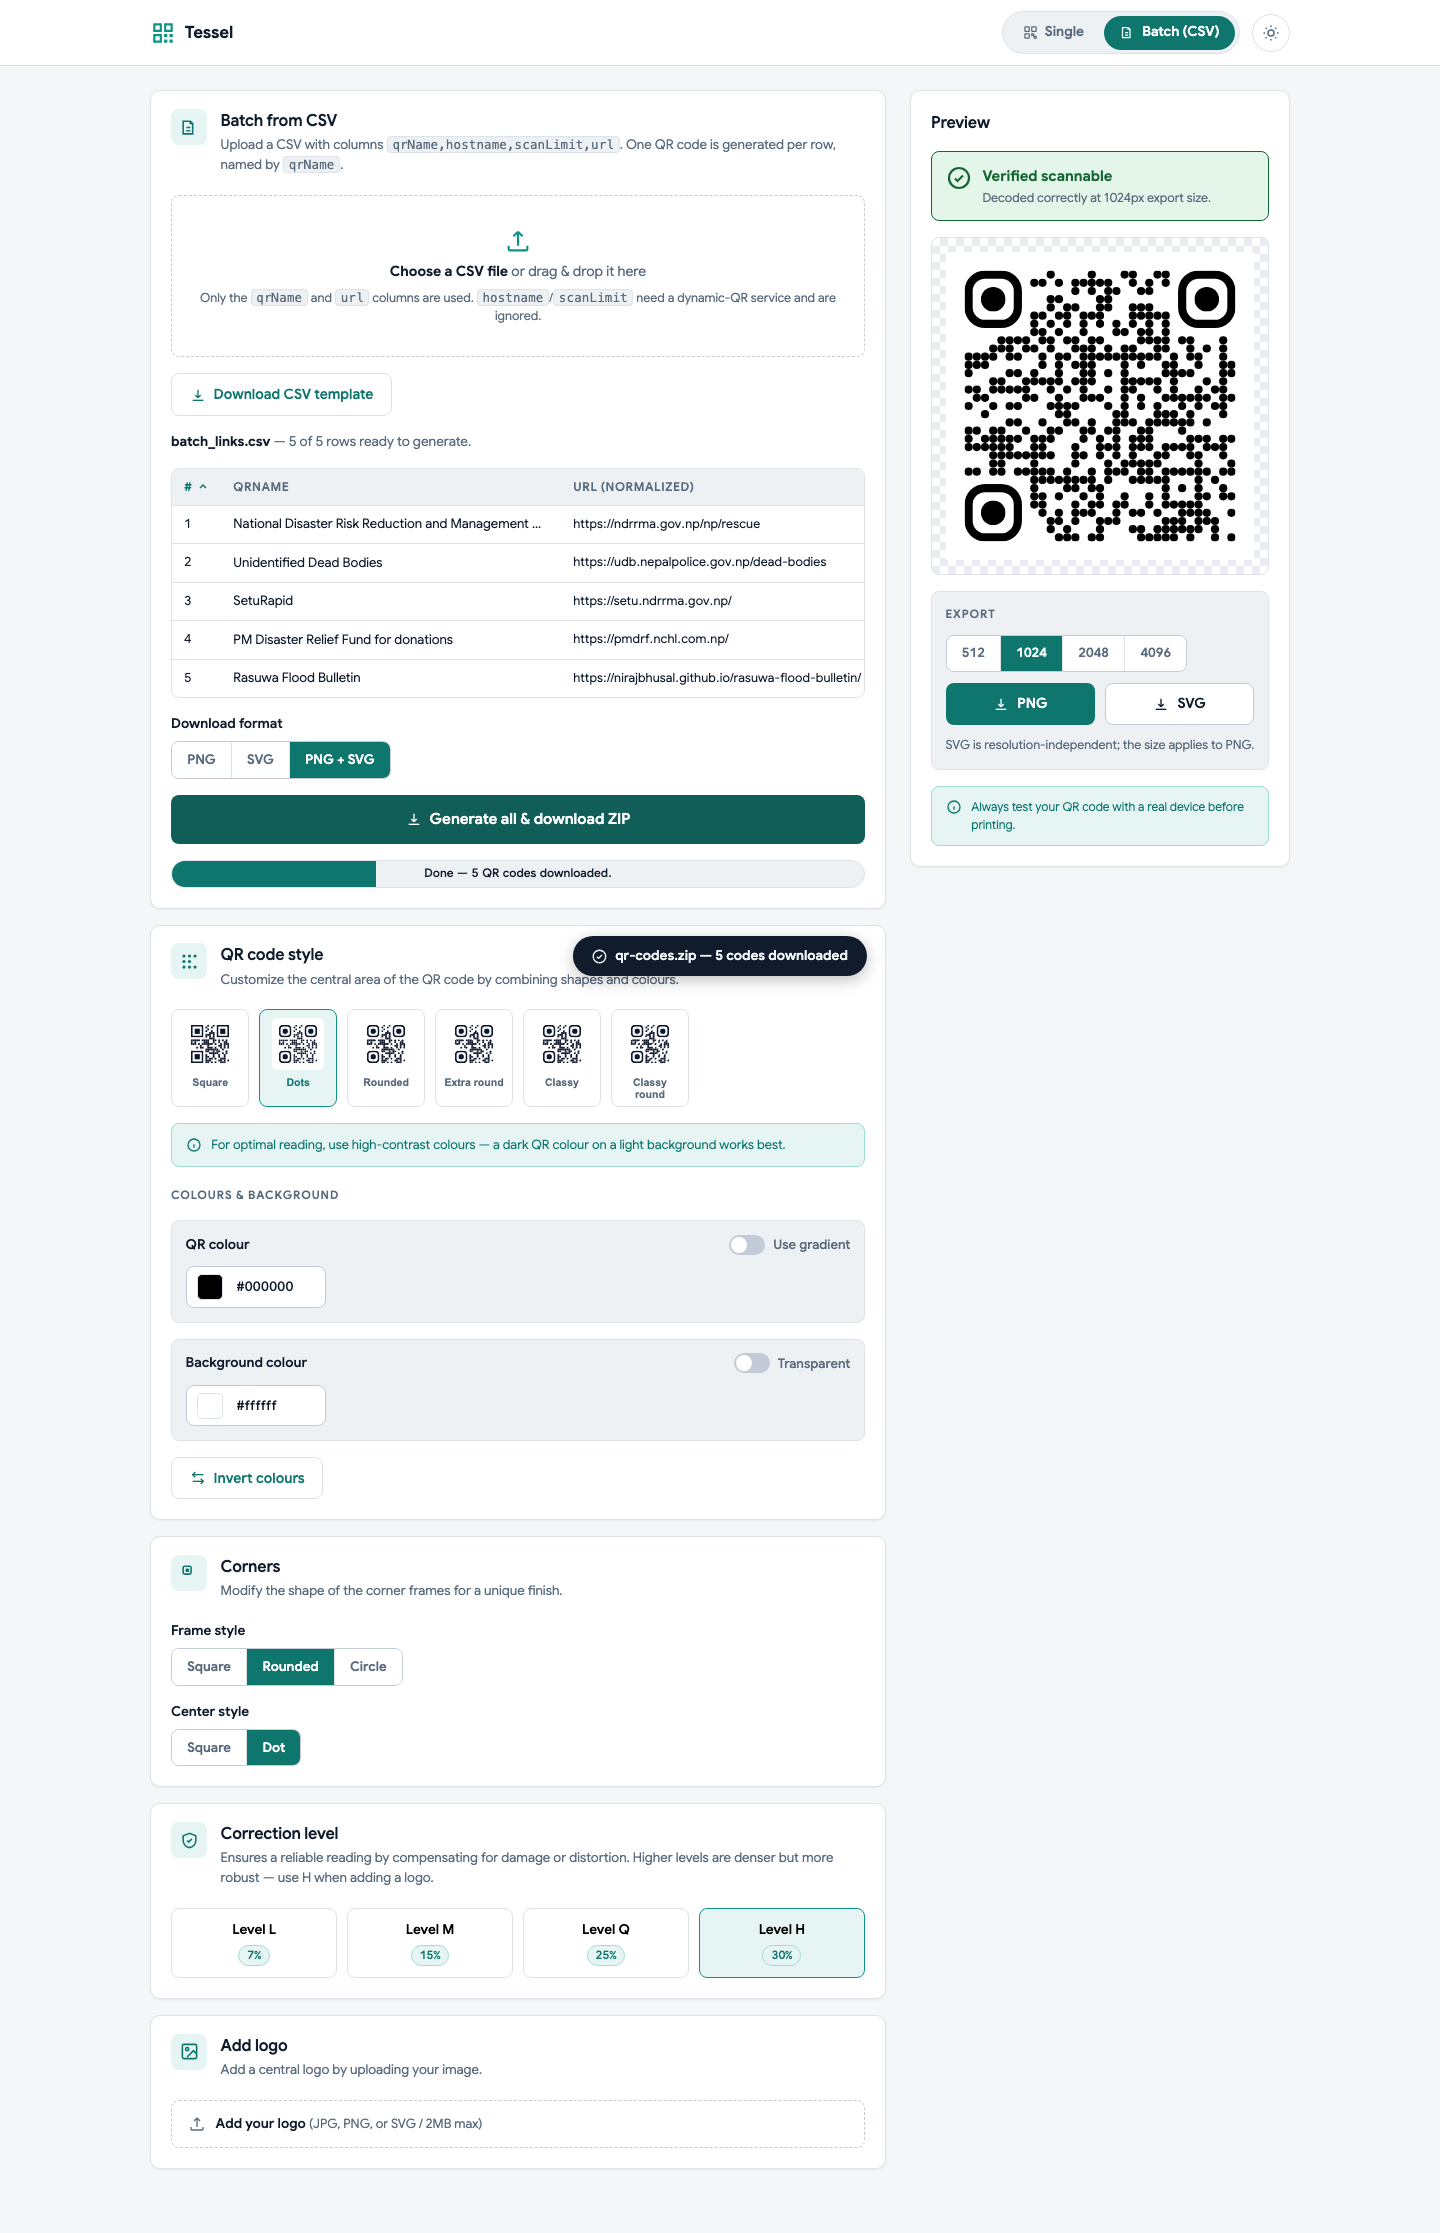 Tessel
Single
Batch (CSV)
Batch from CSV
Upload a CSV with columns qrName,hostname,scanLimit,url. One QR code is generated per row,
named by qrName.
Choose a CSV file or drag & drop it here
Only the qrName and url columns are used. hostname/scanLimit need a dynamic-QR service and are
ignored.
Download CSV template
batch_links.csv — 5 of 5 rows ready to generate.
# QRNAME URL (NORMALIZED)
1 National Disaster Risk Reduction and Management ... https://ndrrma.gov.np/np/rescue
2 Unidentified Dead Bodies https://udb.nepalpolice.gov.np/dead-bodies
3 SetuRapid https://setu.ndrrma.gov.np/
4 PM Disaster Relief Fund for donations https://pmdrf.nchl.com.np/
5 Rasuwa Flood Bulletin https://nirajbhusal.github.io/rasuwa-flood-bulletin/
Download format
PNG SVG PNG + SVG
Generate all & download ZIP
Done — 5 QR codes downloaded.
QR code style
Customize the central area of the QR code by combining shapes and colours.
qr-codes.zip — 5 codes downloaded
Square
Dots
Rounded
Extra round
Classy
Classy
round
For optimal reading, use high-contrast colours — a dark QR colour on a light background works best.
COLOURS & BACKGROUND
QR colour
Use gradient
#000000
Background colour
Transparent
#ffffff
Invert colours
Corners
Modify the shape of the corner frames for a unique finish.
Frame style
Square Rounded Circle
Center style
Square Dot
Correction level
Ensures a reliable reading by compensating for damage or distortion. Higher levels are denser but more
robust — use H when adding a logo.
Level L
7%
Level M
15%
Level Q
25%
Level H
30%
Add logo
Add a central logo by uploading your image.
Add your logo (JPG, PNG, or SVG / 2MB max)
Preview
Verified scannable
Decoded correctly at 1024px export size.
EXPORT
512 1024 2048 4096
PNG
SVG
SVG is resolution-independent; the size applies to PNG.
Always test your QR code with a real device before
printing.